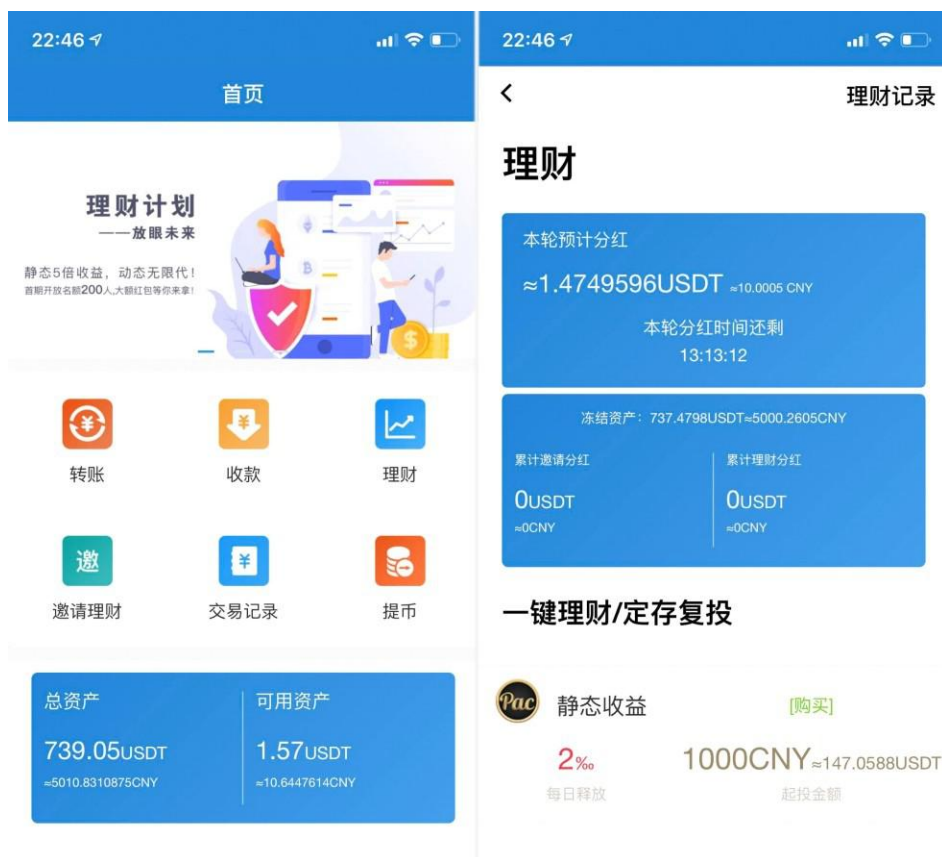 22:46
首页
理财计划
——放眼未来
静态5倍收益，动态无限代！
首期开放名额200人,大额红包等你来拿!
¥
转账
¥
收款
理财
邀
邀请理财
¥
交易记录
提币
总资产
739.05USDT
≈5010.8310875CNY
可用资产
1.57USDT
≈10.6447614CNY
22:46
理财记录
理财
本轮预计分红
≈1.4749596USDT ≈10.0005 CNY
本轮分红时间还剩
13:13:12
冻结资产：737.4798USDT≈5000.2605CNY
累计邀请分红
0USDT
≈0CNY
累计理财分红
0USDT
≈0CNY
一键理财/定存复投
Pac
静态收益
[购买]
2‰
1000CNY≈147.0588USDT
每日释放
起投金额